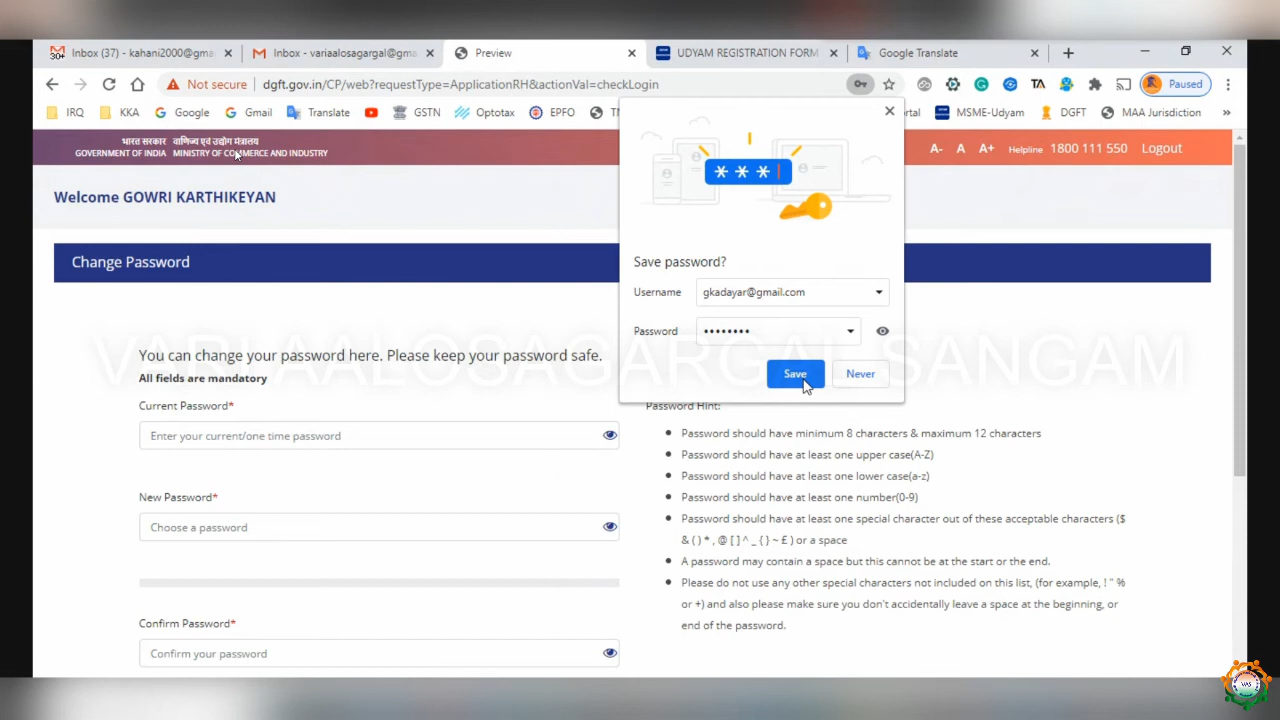 Inbox (37) - kahani2000@gma
Inbox - variaalosagargal@gma
Preview
UDYAM REGISTRATION FORM
Google Translate
Not secure
dgft.gov.in/CP/web?requestType=ApplicationRH&actionVal=checkLogin
Paused
IRQ
KKA
Google
Gmail
Translate
GSTN
Optotax
EPFO
MSME-Udyam
DGFT
MAA Jurisdiction
»
भारत सरकार वाणिज्य एवं उद्योग मंत्रालय
GOVERNMENT OF INDIA MINISTRY OF COMMERCE AND INDUSTRY
A- A A+ Helpline 1800 111 550 Logout
Welcome GOWRI KARTHIKEYAN
Change Password
* * *
Save password?
Username gkadayar@gmail.com
Password ••••••••
Save Never
VARIAALOSAGARGAL SANGAM
You can change your password here. Please keep your password safe.
All fields are mandatory
Current Password*
Enter your current/one time password
New Password*
Choose a password
Confirm Password*
Confirm your password
Password Hint:
Password should have minimum 8 characters & maximum 12 characters
Password should have at least one upper case(A-Z)
Password should have at least one lower case(a-z)
Password should have at least one number(0-9)
Password should have at least one special character out of these acceptable characters ($
& ( ) * , @ [ ] ^ _ { } ~ £ ) or a space
A password may contain a space but this cannot be at the start or the end.
Please do not use any other special characters not included on this list, (for example, ! " %
or +) and also please make sure you don't accidentally leave a space at the beginning, or
end of the password.
VAS